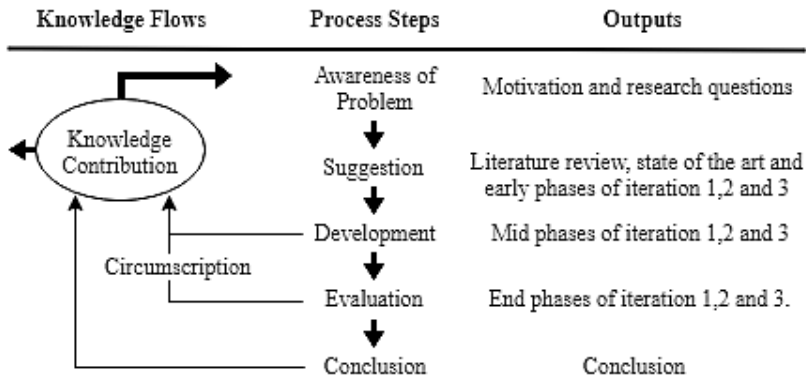 Knowledge Flows
Process Steps
Outputs
Awareness of
Problem
Motivation and research questions
Knowledge
Contribution
Suggestion
Literature review, state of the art and
early phases of iteration 1,2 and 3
Development
Mid phases of iteration 1,2 and 3
Circumscription
Evaluation
End phases of iteration 1,2 and 3.
Conclusion
Conclusion